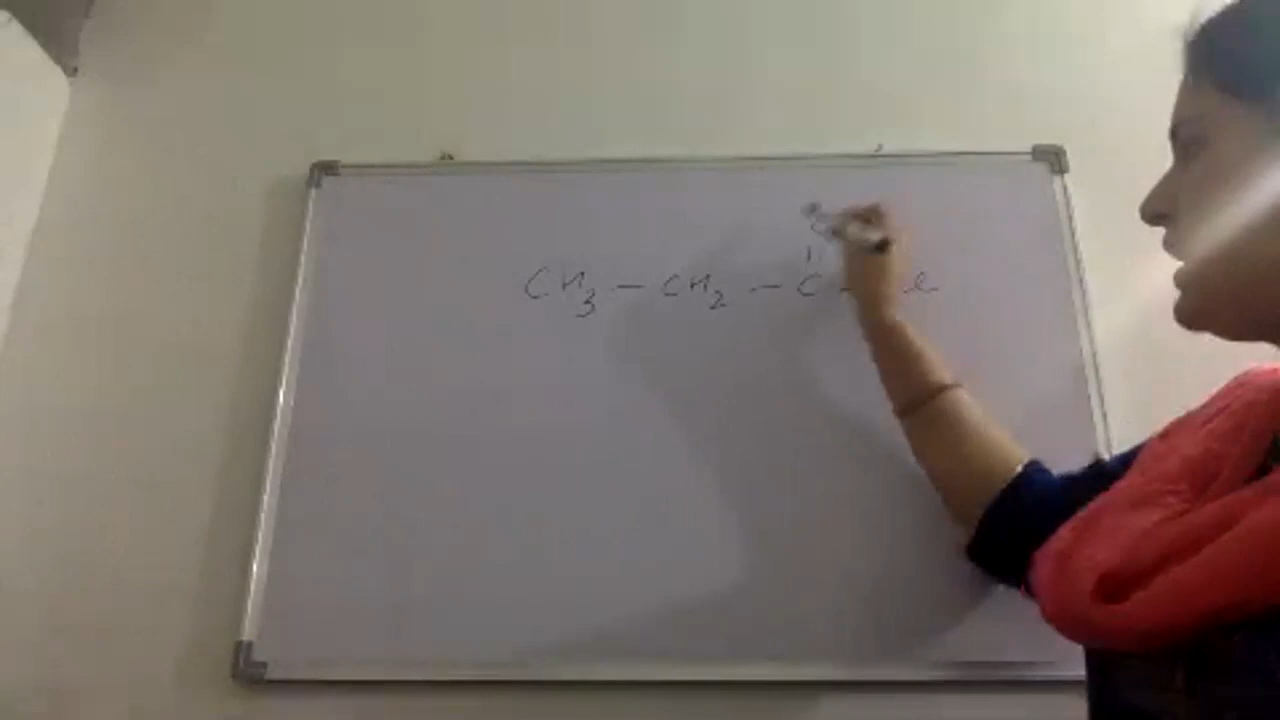 CH3 — CH2 — C —